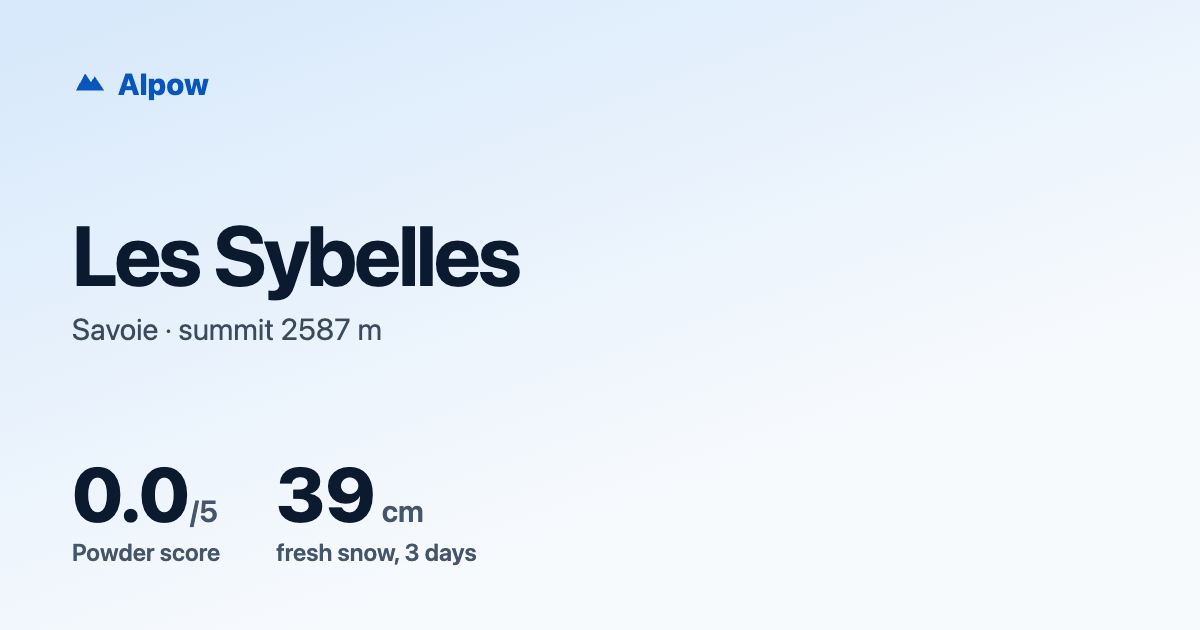 Alpow
Les Sybelles
Savoie · summit 2587 m
0.0/5
Powder score
39 cm
fresh snow, 3 days